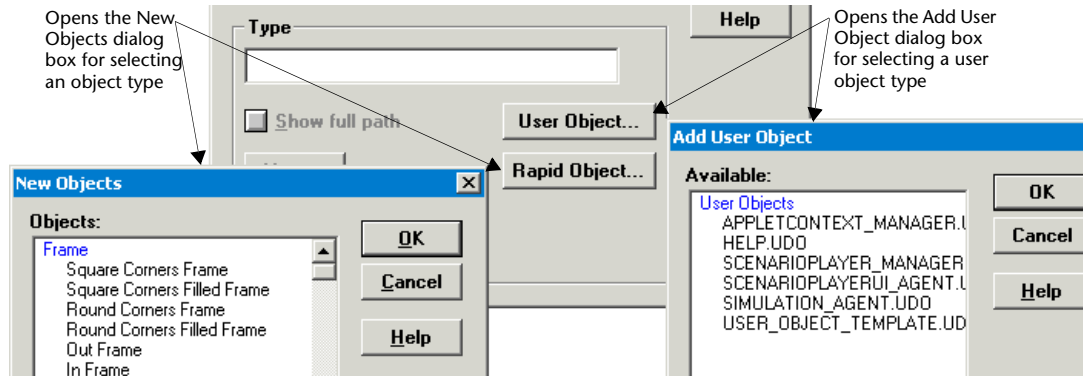 Opens the New
Objects dialog
box for selecting
an object type
Type
Help
Opens the Add User
Object dialog box
for selecting a user
object type
Show full path
User Object...
Rapid Object...
New Objects
Objects:
Frame
Square Corners Frame
Square Corners Filled Frame
Round Corners Frame
Round Corners Filled Frame
Out Frame
In Frame
OK
Cancel
Help
Add User Object
Available:
User Objects
APPLETCONTEXT_MANAGER.U
HELP.UDO
SCENARIOPLAYER_MANAGER
SCENARIOPLAYERUI_AGENT.U
SIMULATION_AGENT.UDO
USER_OBJECT_TEMPLATE.UD
OK
Cancel
Help